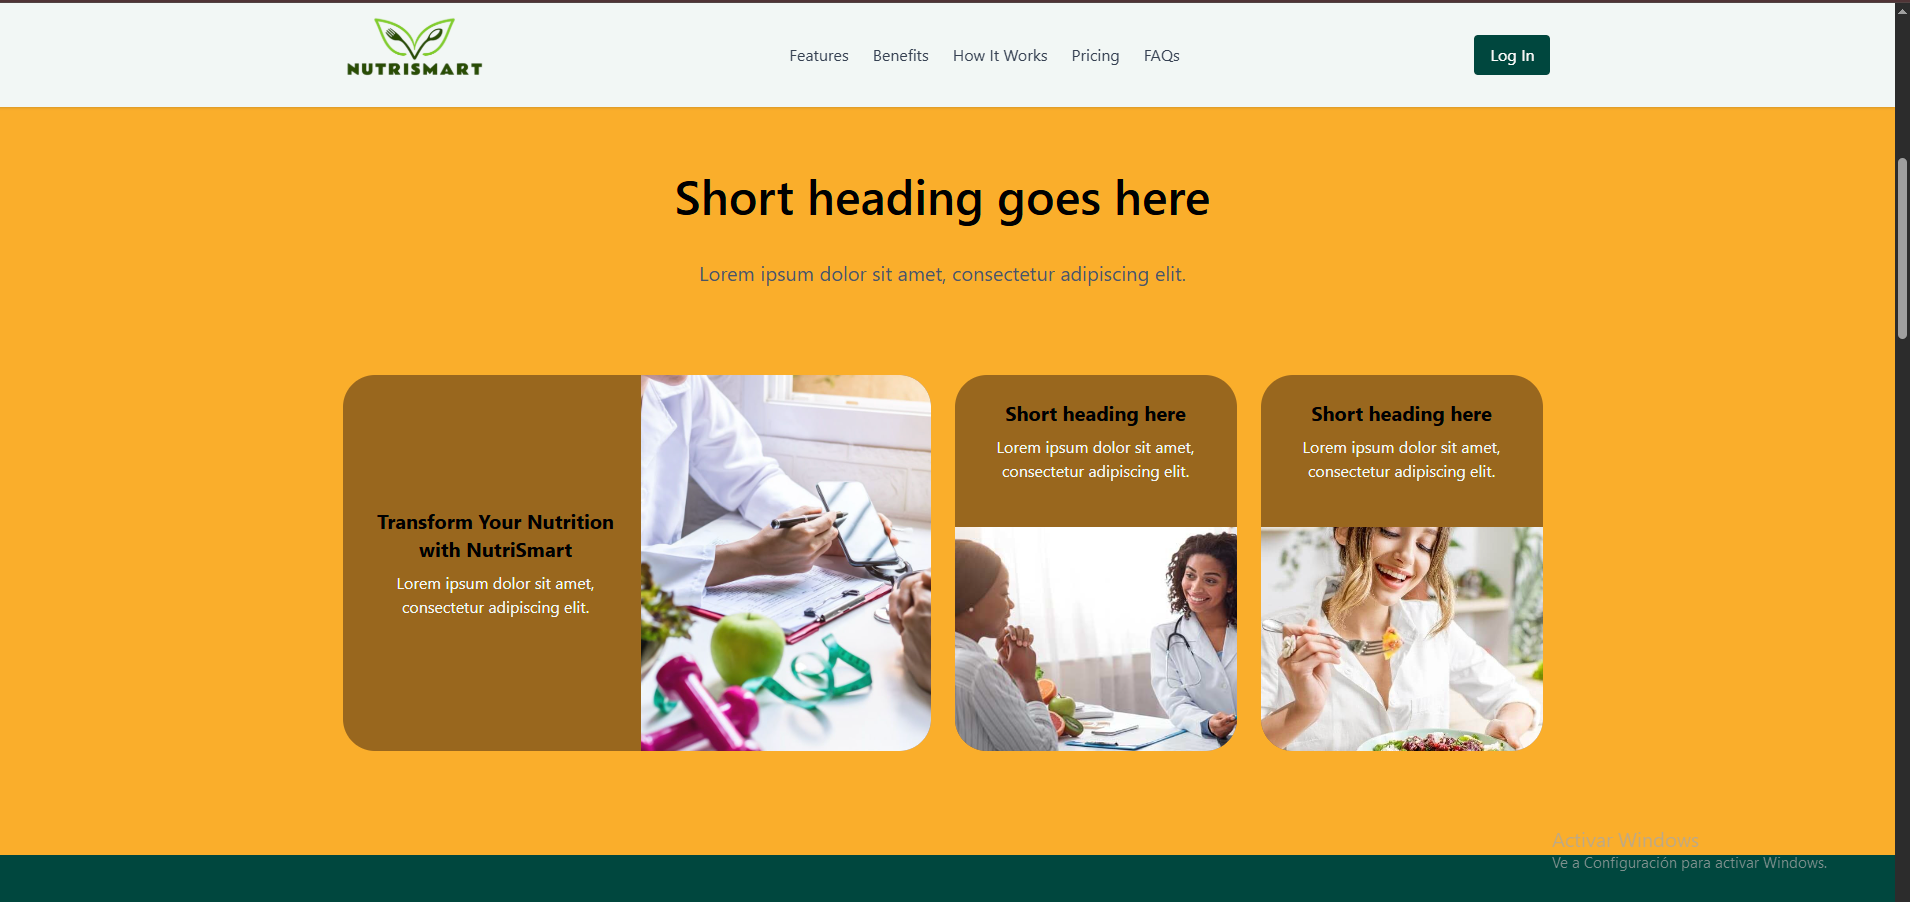 NUTRISMART
Features Benefits How It Works Pricing FAQs
Log In
Short heading goes here
Lorem ipsum dolor sit amet, consectetur adipiscing elit.
Transform Your Nutrition
with NutriSmart
Lorem ipsum dolor sit amet,
consectetur adipiscing elit.
Short heading here
Lorem ipsum dolor sit amet,
consectetur adipiscing elit.
Short heading here
Lorem ipsum dolor sit amet,
consectetur adipiscing elit.
Activar Windows
Ve a Configuración para activar Windows.